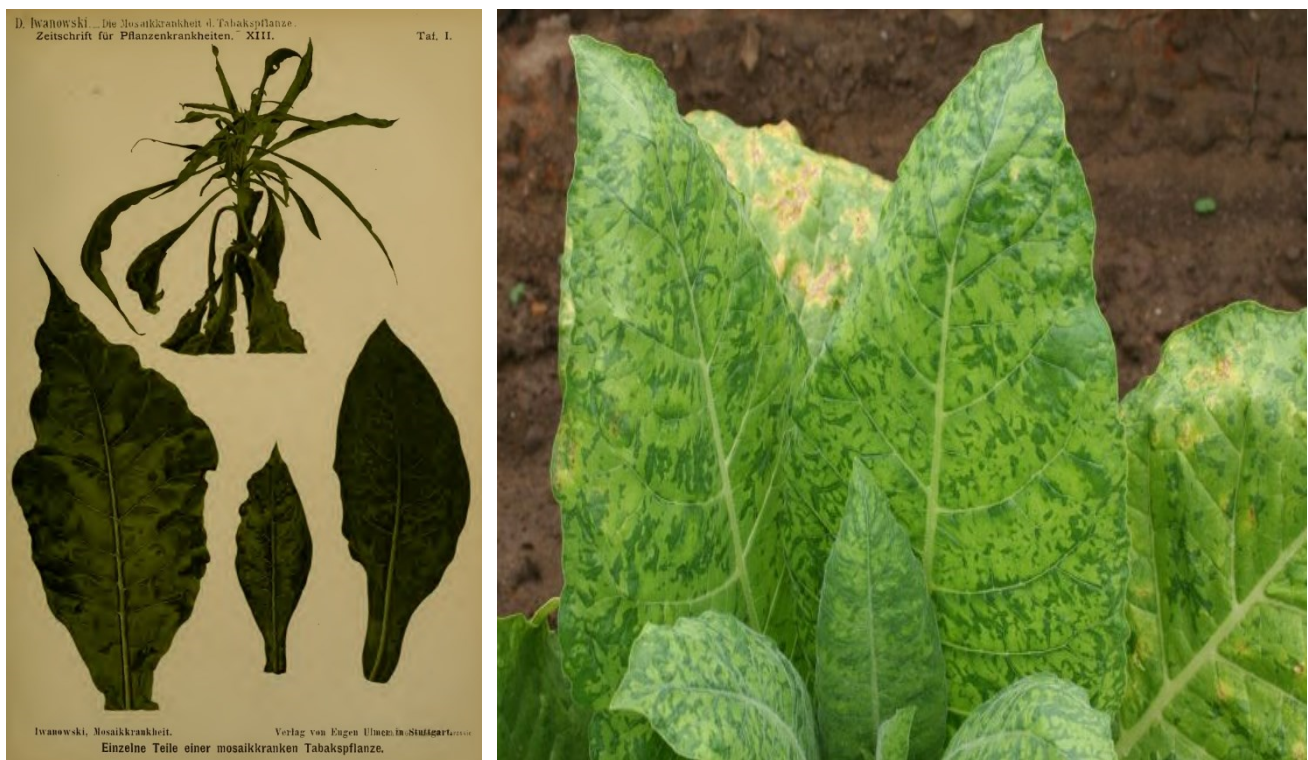 D. Iwanowski. Die Mosaikkrankheit d. Tabakspflanze.
Zeitschrift für Pflanzenkrankheiten. XIII.
Taf. I.
Iwanowski, Mosaikkrankheit.
Verlag von Eugen Ulmer in Stuttgart.
Einzelne Teile einer mosaikkranken Tabakspflanze.